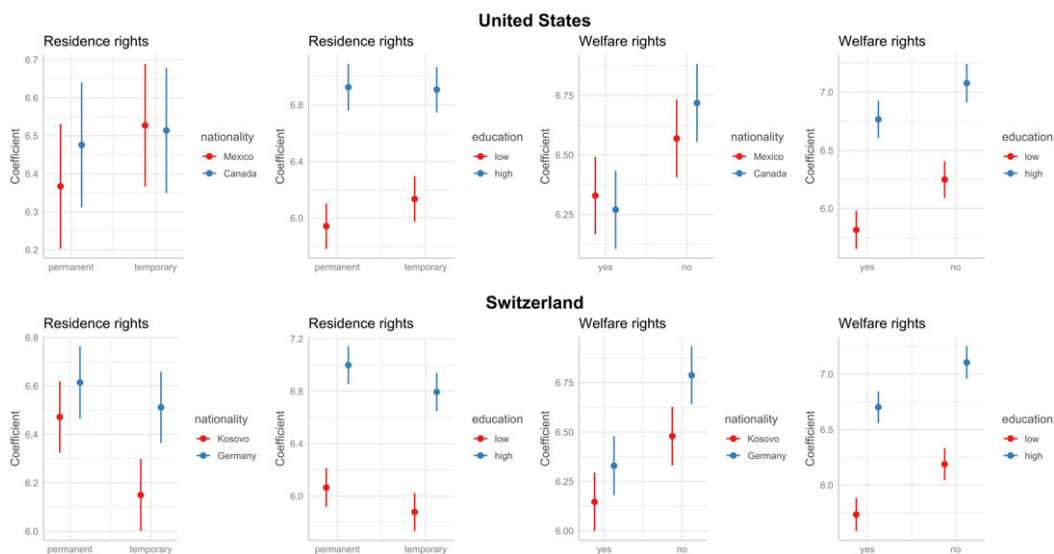 United States
Residence rights
Coefficient
6.7
6.6
6.5
6.4
6.3
6.2
permanent temporary
nationality
Mexico
Canada
Residence rights
Coefficient
6.8
6.4
6.0
permanent temporary
education
low
high
Welfare rights
Coefficient
6.75
6.50
6.25
yes no
nationality
Mexico
Canada
Welfare rights
Coefficient
7.0
6.5
6.0
yes no
education
low
high
Switzerland
Residence rights
Coefficient
6.8
6.6
6.4
6.2
6.0
permanent temporary
nationality
Kosovo
Germany
Residence rights
Coefficient
7.2
6.8
6.4
6.0
permanent temporary
education
low
high
Welfare rights
Coefficient
6.75
6.50
6.25
6.00
yes no
nationality
Kosovo
Germany
Welfare rights
Coefficient
7.0
6.5
6.0
yes no
education
low
high